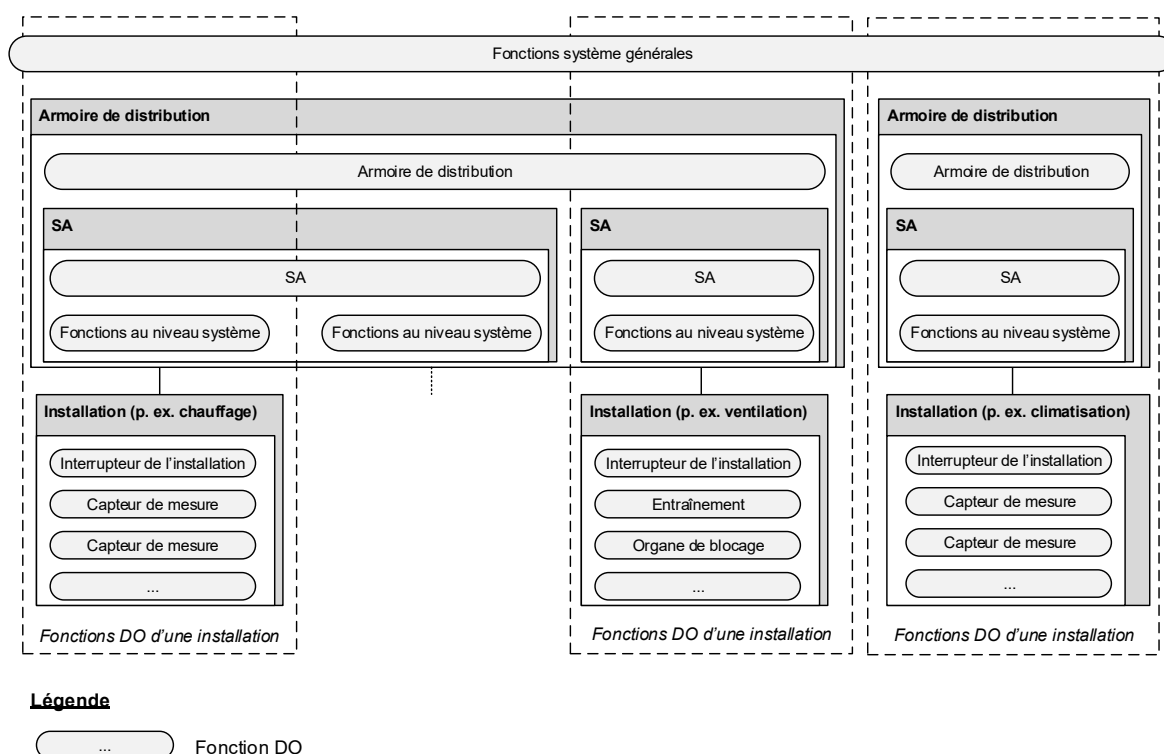 Fonctions système générales
Armoire de distribution
Armoire de distribution
Armoire de distribution
Armoire de distribution
SA
SA
SA
SA
SA
SA
Fonctions au niveau système
Fonctions au niveau système
Fonctions au niveau système
Fonctions au niveau système
Installation (p. ex. chauffage)
Installation (p. ex. ventilation)
Installation (p. ex. climatisation)
Interrupteur de l'installation
Interrupteur de l'installation
Interrupteur de l'installation
Capteur de mesure
Entraînement
Capteur de mesure
Capteur de mesure
Organe de blocage
Capteur de mesure
...
...
...
Fonctions DO d'une installation
Fonctions DO d'une installation
Fonctions DO d'une installation
Légende
...
Fonction DO